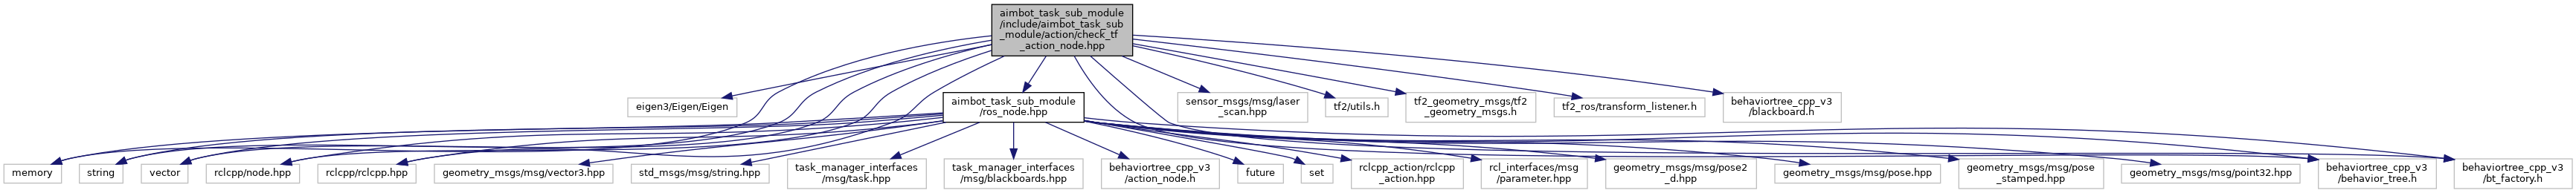 aimbot_task_sub_module
/include/aimbot_task_sub
_module/action/check_tf
_action_node.hpp
eigen3/Eigen/Eigen
aimbot_task_sub_module
/ros_node.hpp
sensor_msgs/msg/laser
_scan.hpp
tf2/utils.h
tf2_geometry_msgs/tf2
_geometry_msgs.h
tf2_ros/transform_listener.h
behaviortree_cpp_v3
/blackboard.h
memory
string
vector
rclcpp/node.hpp
rclcpp/rclcpp.hpp
geometry_msgs/msg/vector3.hpp
std_msgs/msg/string.hpp
task_manager_interfaces
/msg/task.hpp
task_manager_interfaces
/msg/blackboards.hpp
behaviortree_cpp_v3
/action_node.h
future
set
rclcpp_action/rclcpp
_action.hpp
rcl_interfaces/msg
/parameter.hpp
geometry_msgs/msg/pose2
_d.hpp
geometry_msgs/msg/pose.hpp
geometry_msgs/msg/pose
_stamped.hpp
geometry_msgs/msg/point32.hpp
behaviortree_cpp_v3
/behavior_tree.h
behaviortree_cpp_v3
/bt_factory.h